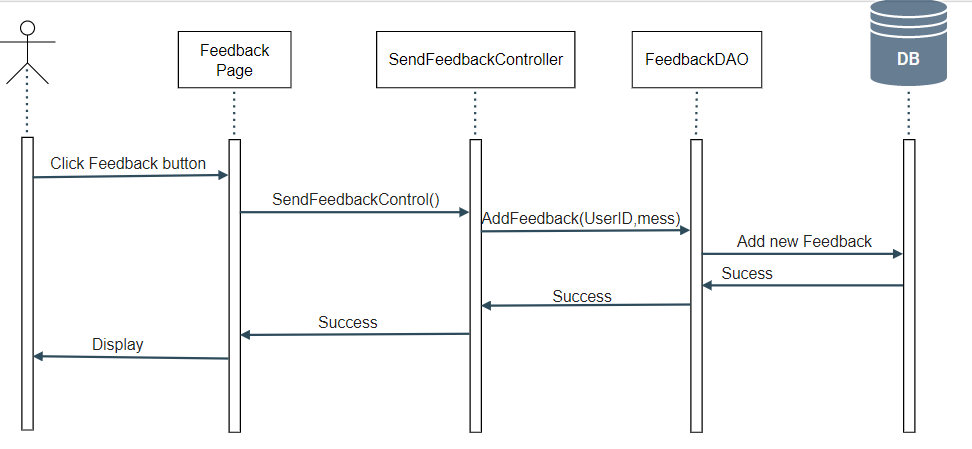 Feedback
Page
SendFeedbackController
FeedbackDAO
DB
Click Feedback button
SendFeedbackControl()
AddFeedback(UserID,mess)
Add new Feedback
Sucess
Success
Success
Display